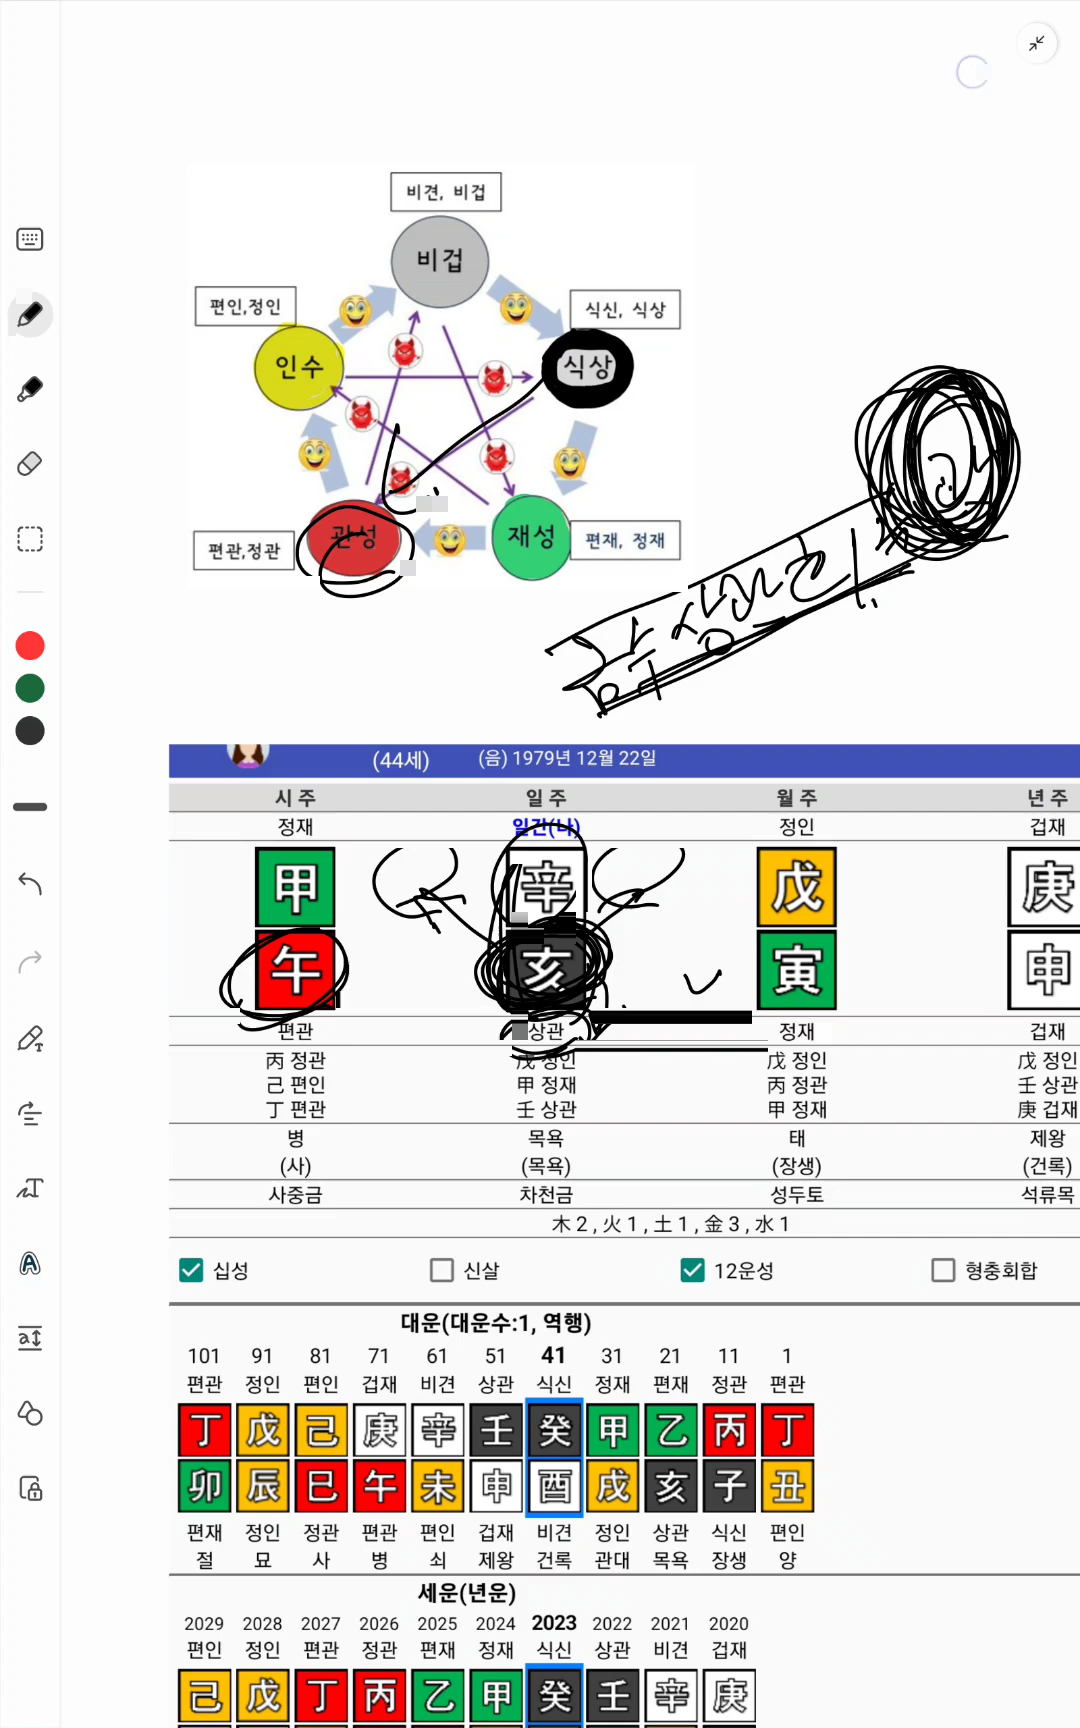 비견, 비겁
비겁
편인,정인
식신, 식상
인수
식상
관성
재성
편관,정관
편재, 정재
(44세) (음) 1979년 12월 22일
시 주 일 주 월 주 년 주
정재 일간(나) 정인 겁재
甲 辛 戊 庚
午 亥 寅 申
편관 상관 정재 겁재
丙 정관 戊 정인 戊 정인 戊 정인
己 편인 甲 정재 丙 정관 壬 상관
丁 편관 壬 상관 甲 정재 庚 겁재
병 목욕 태 제왕
(사) (목욕) (장생) (건록)
사중금 차천금 성두토 석류목
木 2 , 火 1 , 土 1 , 金 3 , 水 1
십성 신살 12운성 형충회합
대운(대운수:1, 역행)
101 91 81 71 61 51 41 31 21 11 1
편관 정인 편인 겁재 비견 상관 식신 정재 편재 정관 편관
丁 戊 己 庚 辛 壬 癸 甲 乙 丙 丁
卯 辰 巳 午 未 申 酉 戌 亥 子 丑
편재 정인 정관 편관 편인 겁재 비견 정인 상관 식신 편인
절 묘 사 병 쇠 제왕 건록 관대 목욕 장생 양
세운(년운)
2029 2028 2027 2026 2025 2024 2023 2022 2021 2020
편인 정인 편관 정관 편재 정재 식신 상관 비견 겁재
己 戊 丁 丙 乙 甲 癸 壬 辛 庚